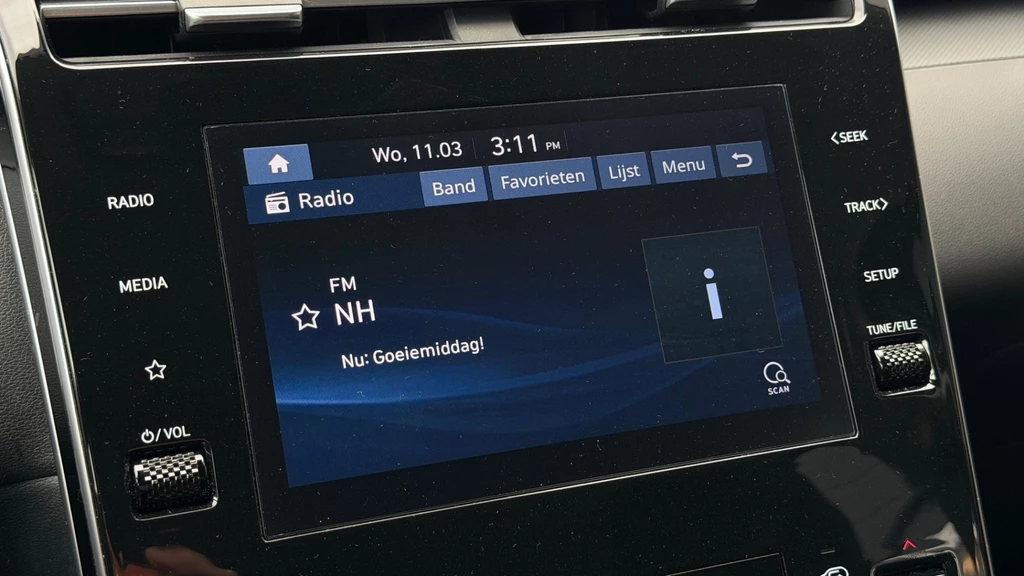 Wo, 11.03 3:11 PM
Radio Band Favorieten Lijst Menu
FM
NH
Nu: Goeiemiddag!
i
SCAN
RADIO
MEDIA
⏻/VOL
<SEEK
TRACK>
SETUP
TUNE/FILE